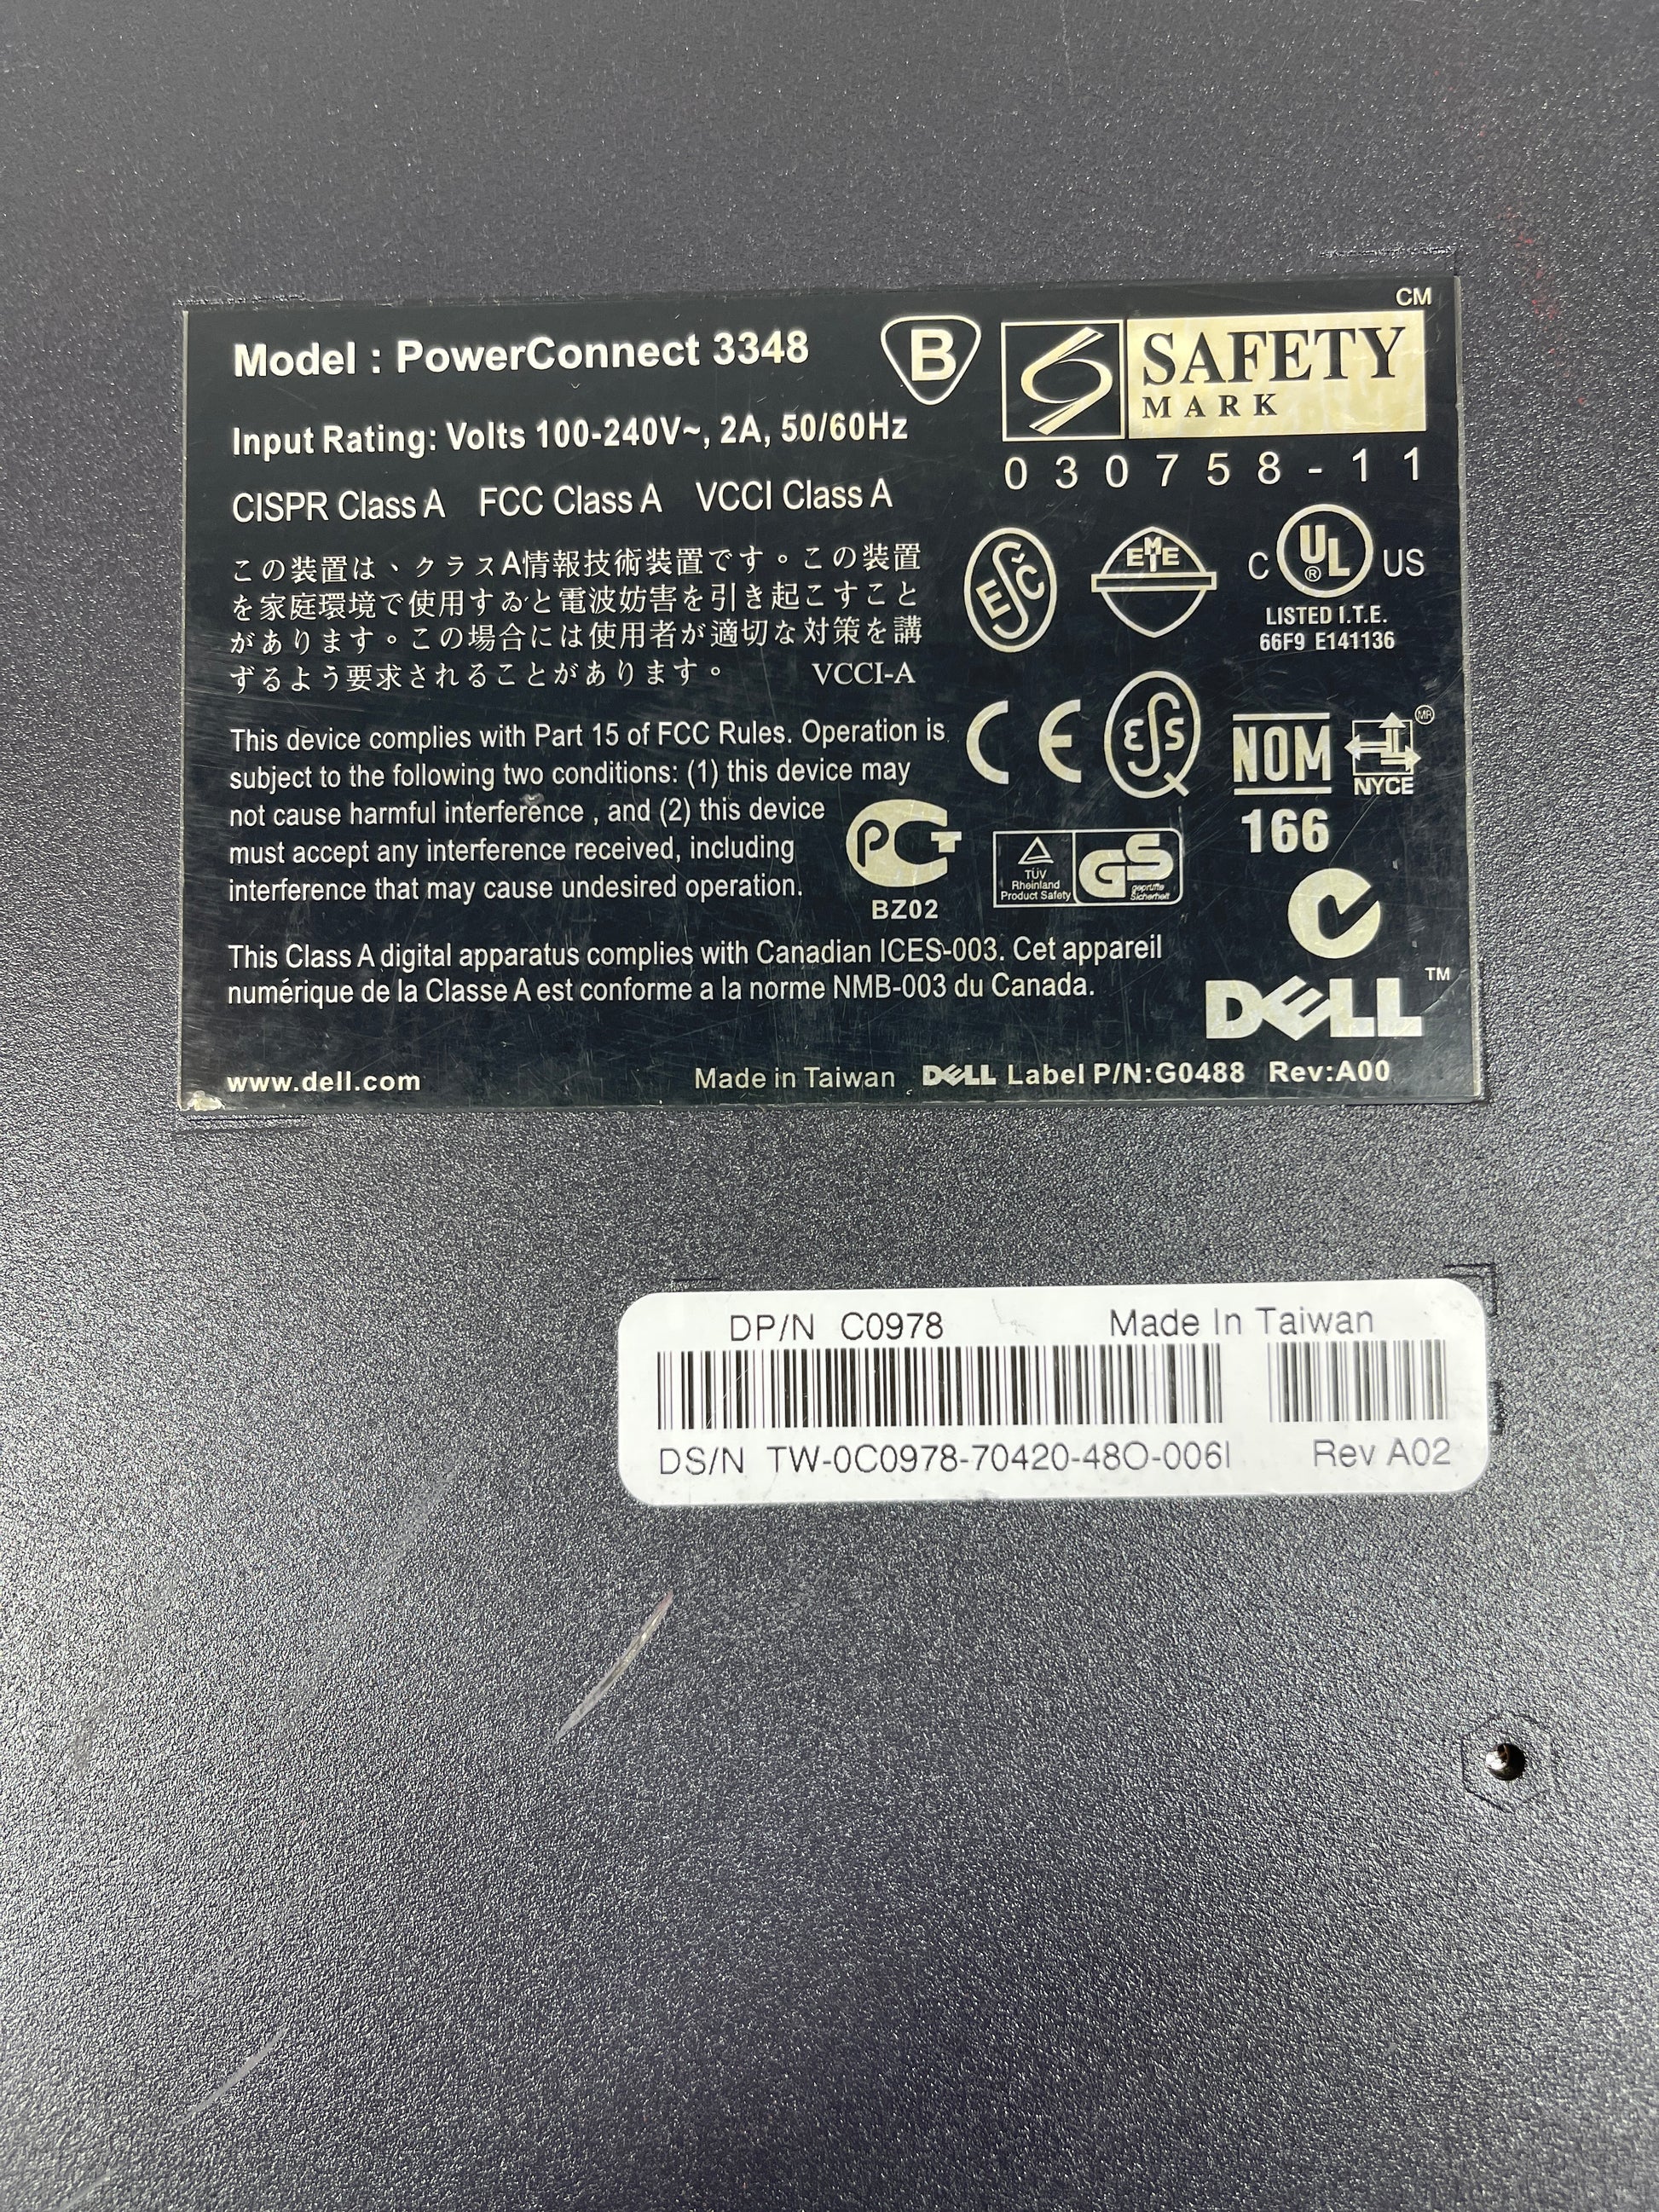 CM
Model : PowerConnect 3348
B
SAFETY
MARK
Input Rating: Volts 100-240V~, 2A, 50/60Hz
030758-11
CISPR Class A FCC Class A VCCI Class A
この装置は、クラスA情報技術装置です。この装置
を家庭環境で使用すゐと電波妨害を引き起こすこと
があります。この場合には使用者が適切な対策を講
ずるよう要求されることがあります。 VCCI-A
EMTE
C UL ® US
LISTED I.T.E.
66F9 E141136
This device complies with Part 15 of FCC Rules. Operation is
subject to the following two conditions: (1) this device may
not cause harmful interference , and (2) this device
must accept any interference received, including
interference that may cause undesired operation.
CE
NOM
166
MR
NYCE
BZ02
TÜV
Rheinland
Product Safety
GS
geprüfte
Sicherheit
This Class A digital apparatus complies with Canadian ICES-003. Cet appareil
numérique de la Classe A est conforme a la norme NMB-003 du Canada.
DELL ™
www.dell.com
Made in Taiwan DELL Label P/N:G0488 Rev:A00
DP/N C0978 Made In Taiwan
DS/N TW-0C0978-70420-48O-006I Rev A02